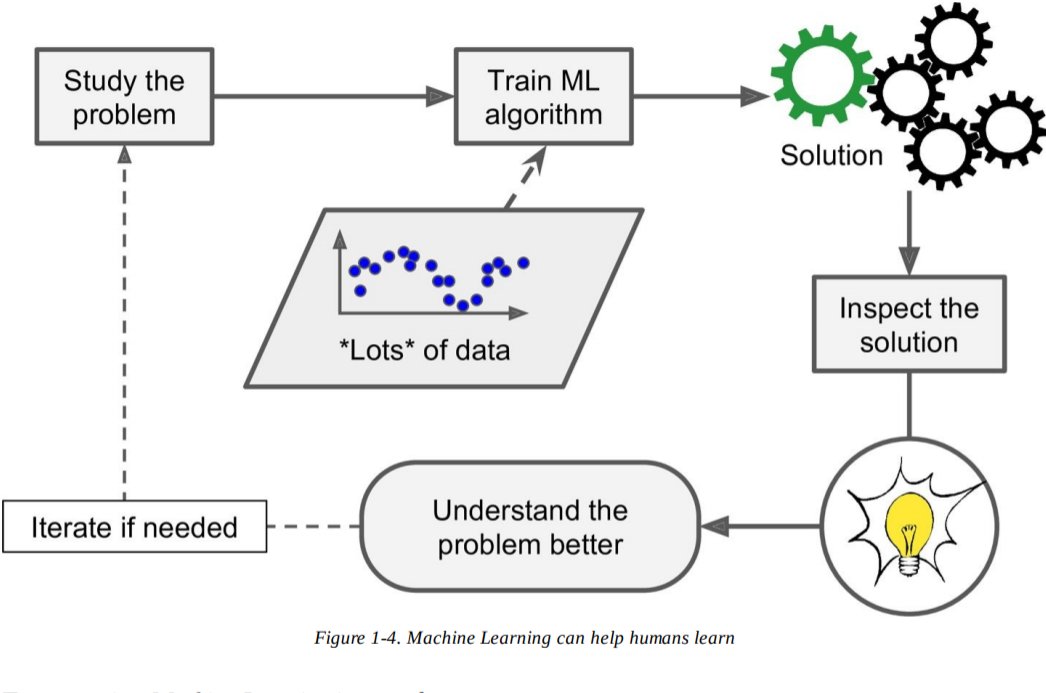 Study the
problem
Train ML
algorithm
Solution
*Lots* of data
Inspect the
solution
Understand the
problem better
Iterate if needed
Figure 1-4. Machine Learning can help humans learn